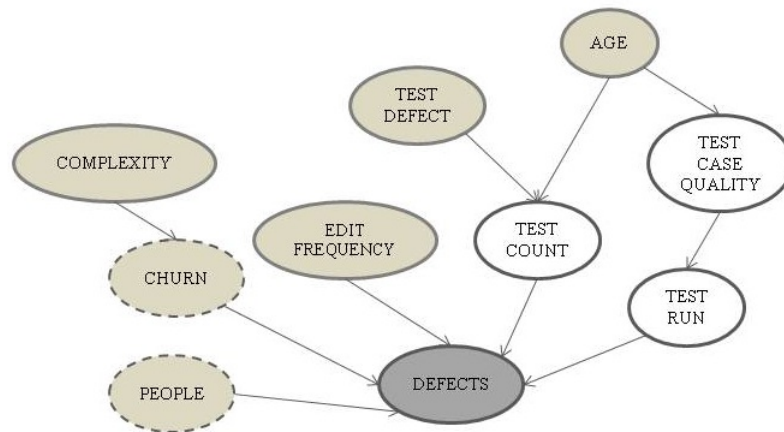 AGE
TEST
DEFECT
COMPLEXITY
TEST
CASE
QUALITY
EDIT
FREQUENCY
TEST
COUNT
CHURN
TEST
RUN
DEFECTS
PEOPLE